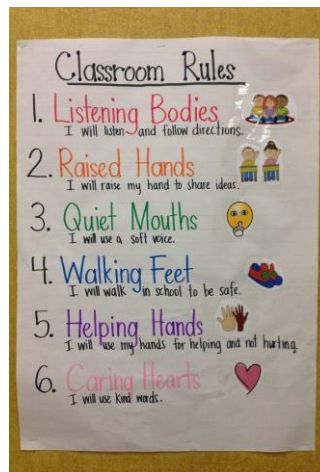 Classroom Rules
1. Listening Bodies
I will listen and follow directions.
2. Raised Hands
I will raise my hand to share ideas.
3. Quiet Mouths
I will use a soft voice.
4. Walking Feet
I will walk in school to be safe.
5. Helping Hands
I will use my hands for helping and not hurting.
6. Caring Hearts
I will use kind words.